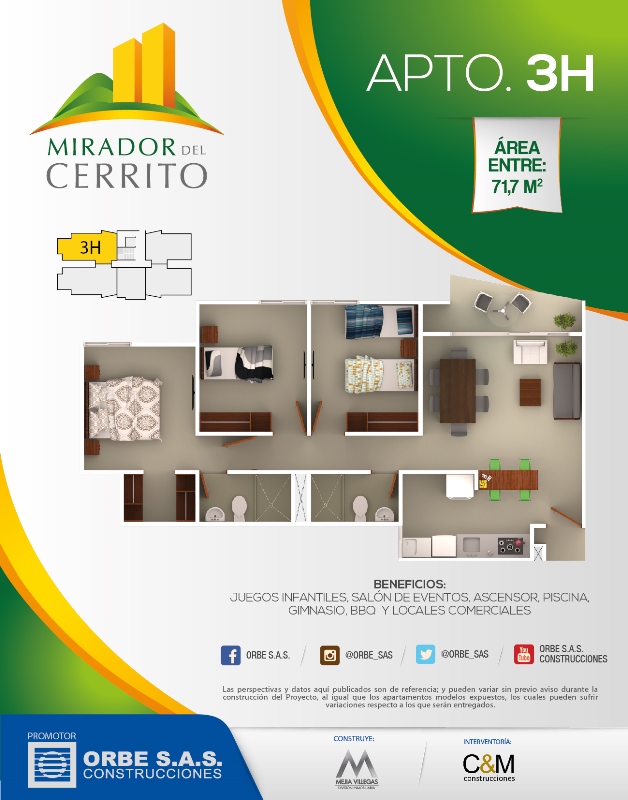 MIRADOR DEL
CERRITO
APTO. 3H
ÁREA
ENTRE:
71,7 M²
3H
BENEFICIOS:
JUEGOS INFANTILES, SALÓN DE EVENTOS, ASCENSOR, PISCINA,
GIMNASIO, BBQ Y LOCALES COMERCIALES
ORBE S.A.S.
@ORBE_SAS
@ORBE_SAS
You
Tube
ORBE S.A.S.
CONSTRUCCIONES
Las perspectivas y datos aquí publicados son de referencia; y pueden variar sin previo aviso durante la
construcción del Proyecto, al igual que los apartamentos modelos expuestos, los cuales pueden sufrir
variaciones respecto a los que serán entregados.
PROMOTOR
ORBE S.A.S.
CONSTRUCCIONES
CONSTRUYE:
MEJIA VILLEGAS
INTERVENTORÍA:
C&M
construcciones